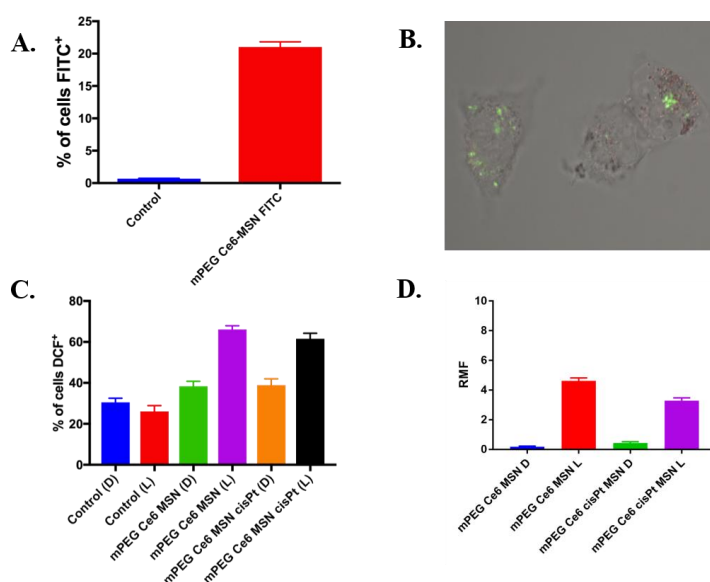 A.
% of cells FITC+
25
20
15
10
5
0
Control
mPEG Ce6-MSN FITC
B.
C.
% of cells DCF+
80
60
40
20
0
Control (D)
Control (L)
mPEG Ce6 MSN (D)
mPEG Ce6 MSN (L)
mPEG Ce6 MSN cisPt (D)
mPEG Ce6 MSN cisPt (L)
D.
RMF
10
8
6
4
2
0
mPEG Ce6 MSN D
mPEG Ce6 MSN L
mPEG Ce6 cisPt MSN D
mPEG Ce6 cisPt MSN L